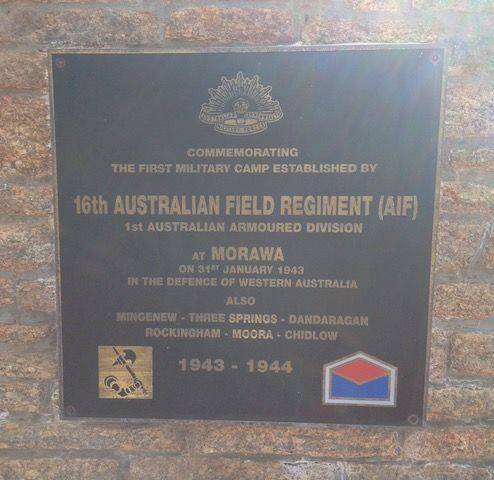 COMMEMORATING
THE FIRST MILITARY CAMP ESTABLISHED BY
16th AUSTRALIAN FIELD REGIMENT (AIF)
1st AUSTRALIAN ARMOURED DIVISION
AT MORAWA
ON 31ST JANUARY 1943
IN THE DEFENCE OF WESTERN AUSTRALIA
ALSO
MINGENEW - THREE SPRINGS - DANDARAGAN
ROCKINGHAM - MOORA - CHIDLOW
1943 - 1944